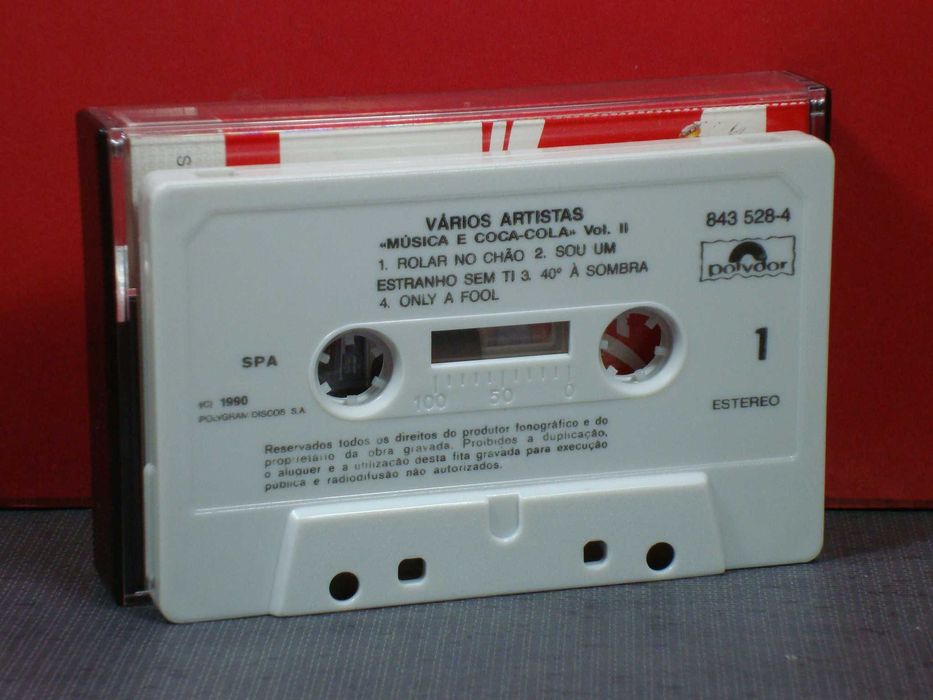 S
VÁRIOS ARTISTAS
«MÚSICA E COCA-COLA» Vol. II
1. ROLAR NO CHÃO 2. SOU UM
ESTRANHO SEM TI 3. 40º À SOMBRA
4. ONLY A FOOL
843 528-4
polydor
SPA
1
100 50 0
(C) 1990
POLYGRAM DISCOS S.A.
ESTEREO
Reservados todos os direitos do produtor fonográfico e do
proprietário da obra gravada. Proibidos a duplicação,
o aluguer e a utilização desta fita gravada para execução
pública e radiodifusão não autorizados.